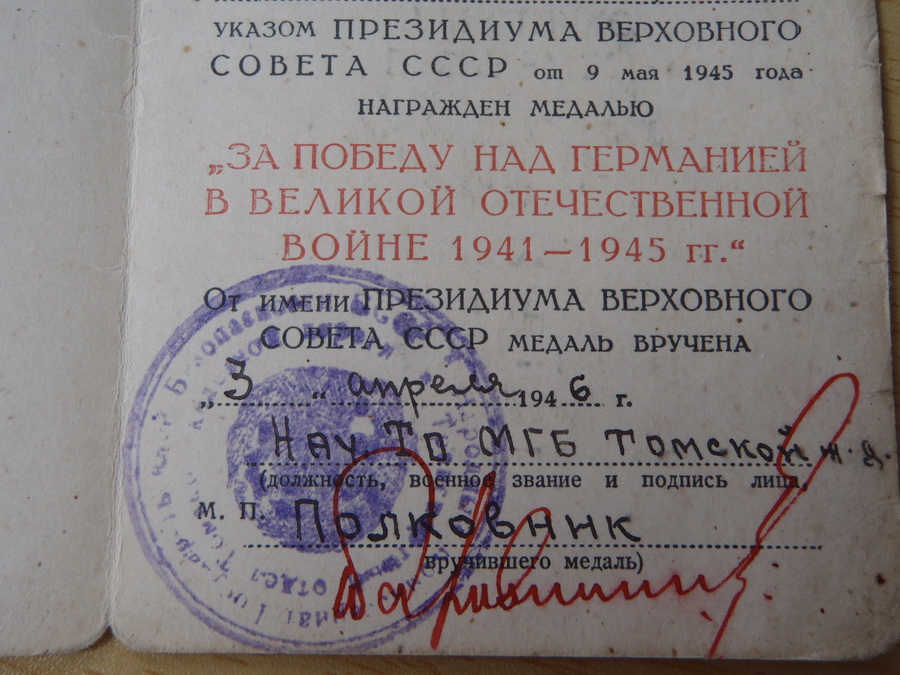 УКАЗОМ ПРЕЗИДИУМА ВЕРХОВНОГО
СОВЕТА СССР от 9 мая 1945 года
НАГРАЖДЕН МЕДАЛЬЮ
„ЗА ПОБЕДУ НАД ГЕРМАНИЕЙ
В ВЕЛИКОЙ ОТЕЧЕСТВЕННОЙ
ВОЙНЕ 1941—1945 гг.“
От имени ПРЕЗИДИУМА ВЕРХОВНОГО
СОВЕТА СССР МЕДАЛЬ ВРУЧЕНА
„3“ апреля 1946 г.
Нач ТО МГБ Томской ж.д.
(должность, военное звание и подпись лица,
М. П. Полковник
вручившего медаль)